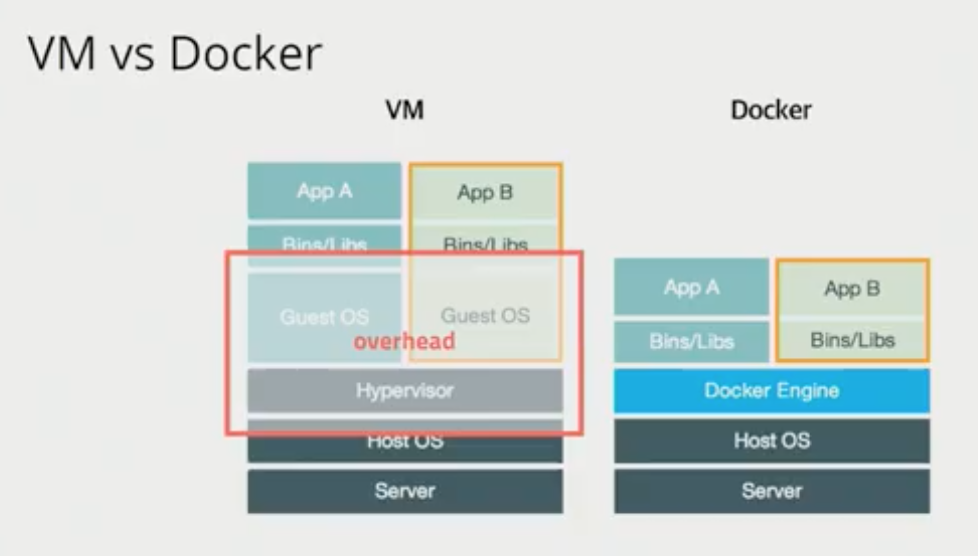 VM vs Docker
VM
App A
App B
Bins/Libs
Bins/Libs
Guest OS
Guest OS
overhead
Hypervisor
Host OS
Server
Docker
App A
App B
Bins/Libs
Bins/Libs
Docker Engine
Host OS
Server